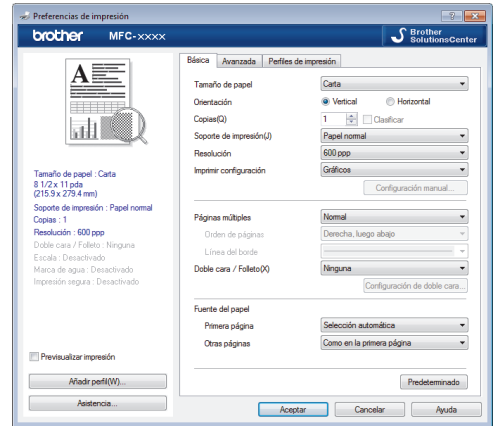 Preferencias de impresión
brother MFC-××××
Brother
SolutionsCenter
Tamaño de papel : Carta
8 1/2 x 11 pda
(215.9 x 279.4 mm)
Soporte de impresión : Papel normal
Copias : 1
Resolución : 600 ppp
Doble cara / Folleto : Ninguna
Escala : Desactivado
Marca de agua : Desactivado
Impresión segura : Desactivado
Previsualizar impresión
Añadir perfil(W)...
Asistencia...
Básica Avanzada Perfiles de impresión
Tamaño de papel Carta
Orientación Vertical Horizontal
Copias(Q) 1 Clasificar
Soporte de impresión(J) Papel normal
Resolución 600 ppp
Imprimir configuración Gráficos
Configuración manual...
Páginas múltiples Normal
Orden de páginas Derecha, luego abajo
Línea del borde
Doble cara / Folleto(X) Ninguna
Configuración de doble cara...
Fuente del papel
Primera página Selección automática
Otras páginas Como en la primera página
Predeterminado
Aceptar Cancelar Ayuda